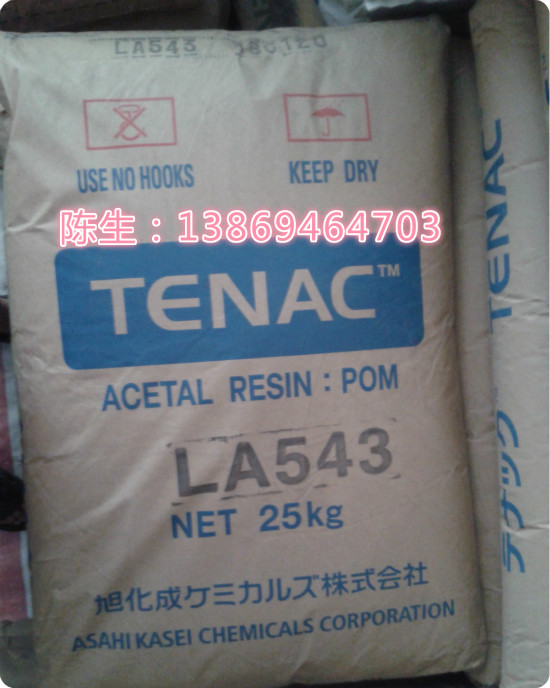 LA543
USE NO HOOKS
KEEP DRY
陈生：13869464703
TENAC™
ACETAL RESIN : POM
LA543
NET 25kg
旭化成ケミカルズ株式会社
ASAHI KASEI CHEMICALS CORPORATION
TENAC
テナック